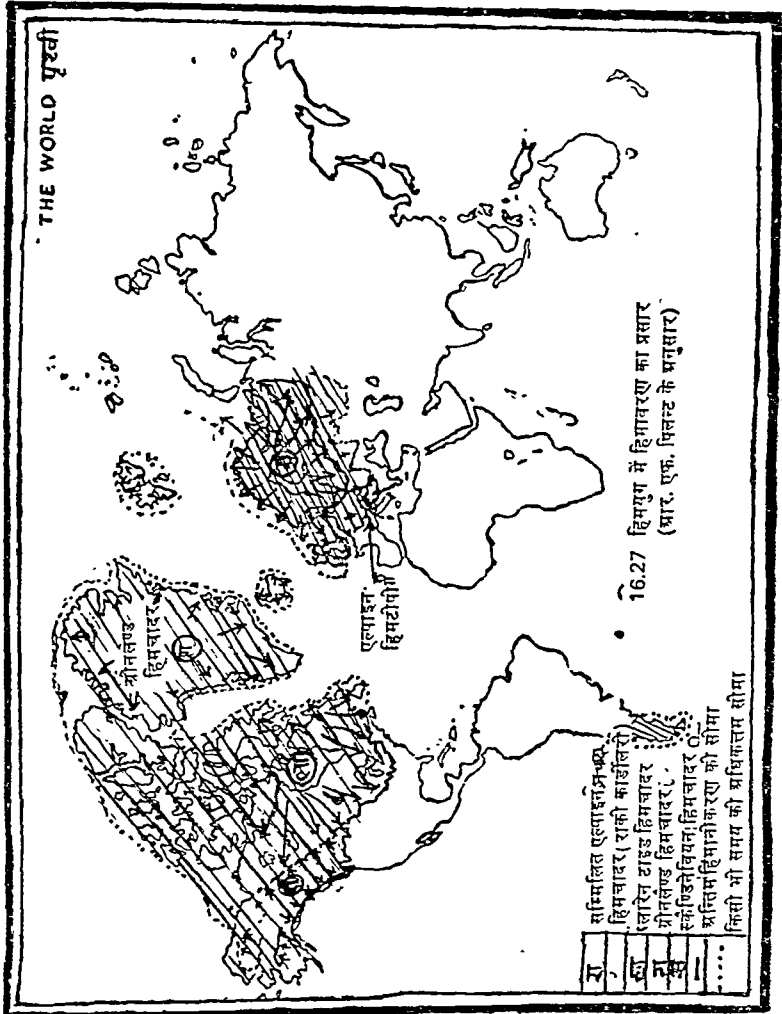 THE WORLD पृथ्वी
ग्रीनलैण्ड
हिमचादर
ग्री
ला
रा
एल्पाइन
हिमटोपी
16.27 हिमयुग में हिमावरण का प्रसार
(आर. एफ. फ्लिन्ट के अनुसार)
रा सम्मिलित एल्पाइन
हिमचादर (राकी कार्डीलेरी)
ला लारेन टाइड हिमचादर
ग्री ग्रीनलैण्ड हिमचादर
स्कैण्डिनेवियन हिमचादर
अन्तिम हिमानीकरण की सीमा
किसी भी समय की अधिकतम सीमा